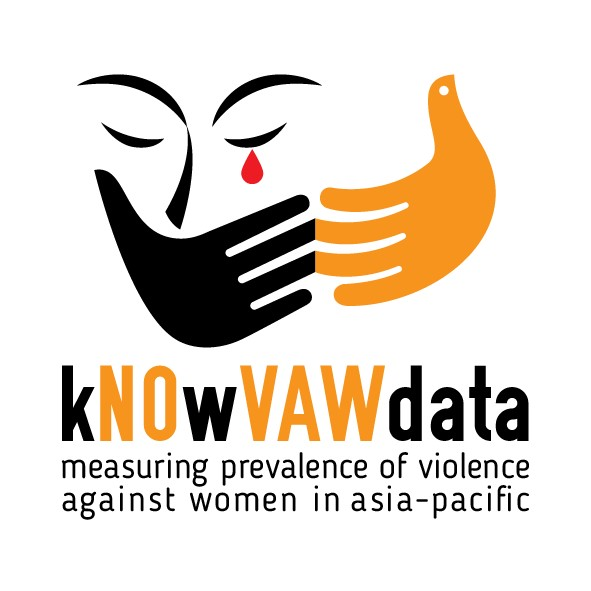 kNOwVAWdata
measuring prevalence of violence
against women in asia-pacific